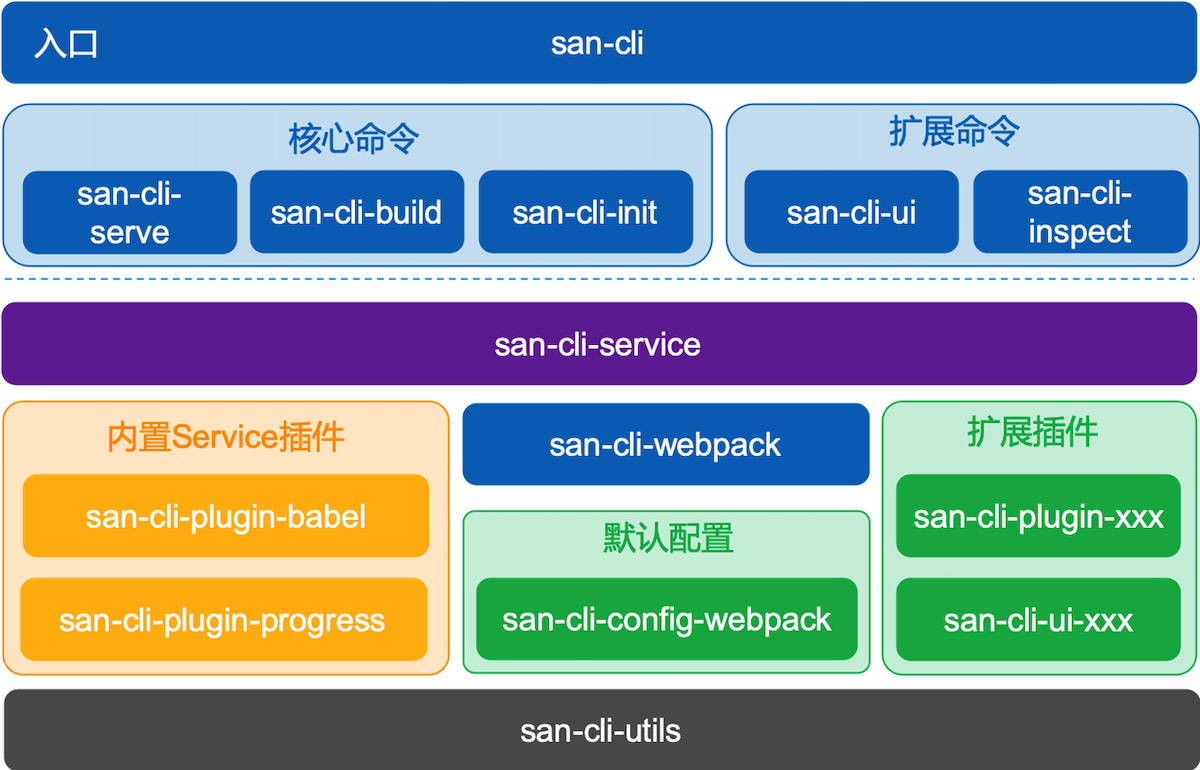 入口
san-cli
核心命令
扩展命令
san-cli-
serve
san-cli-build
san-cli-init
san-cli-ui
san-cli-
inspect
san-cli-service
内置Service插件
san-cli-plugin-babel
san-cli-plugin-progress
san-cli-webpack
默认配置
san-cli-config-webpack
扩展插件
san-cli-plugin-xxx
san-cli-ui-xxx
san-cli-utils